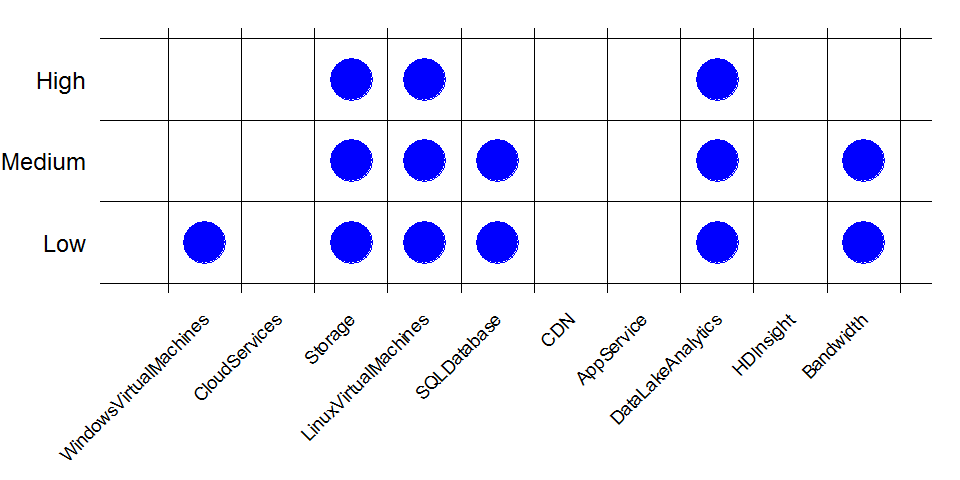 High
Medium
Low
WindowsVirtualMachines
CloudServices
Storage
LinuxVirtualMachines
SQLDatabase
CDN
AppService
DataLakeAnalytics
HDInsight
Bandwidth